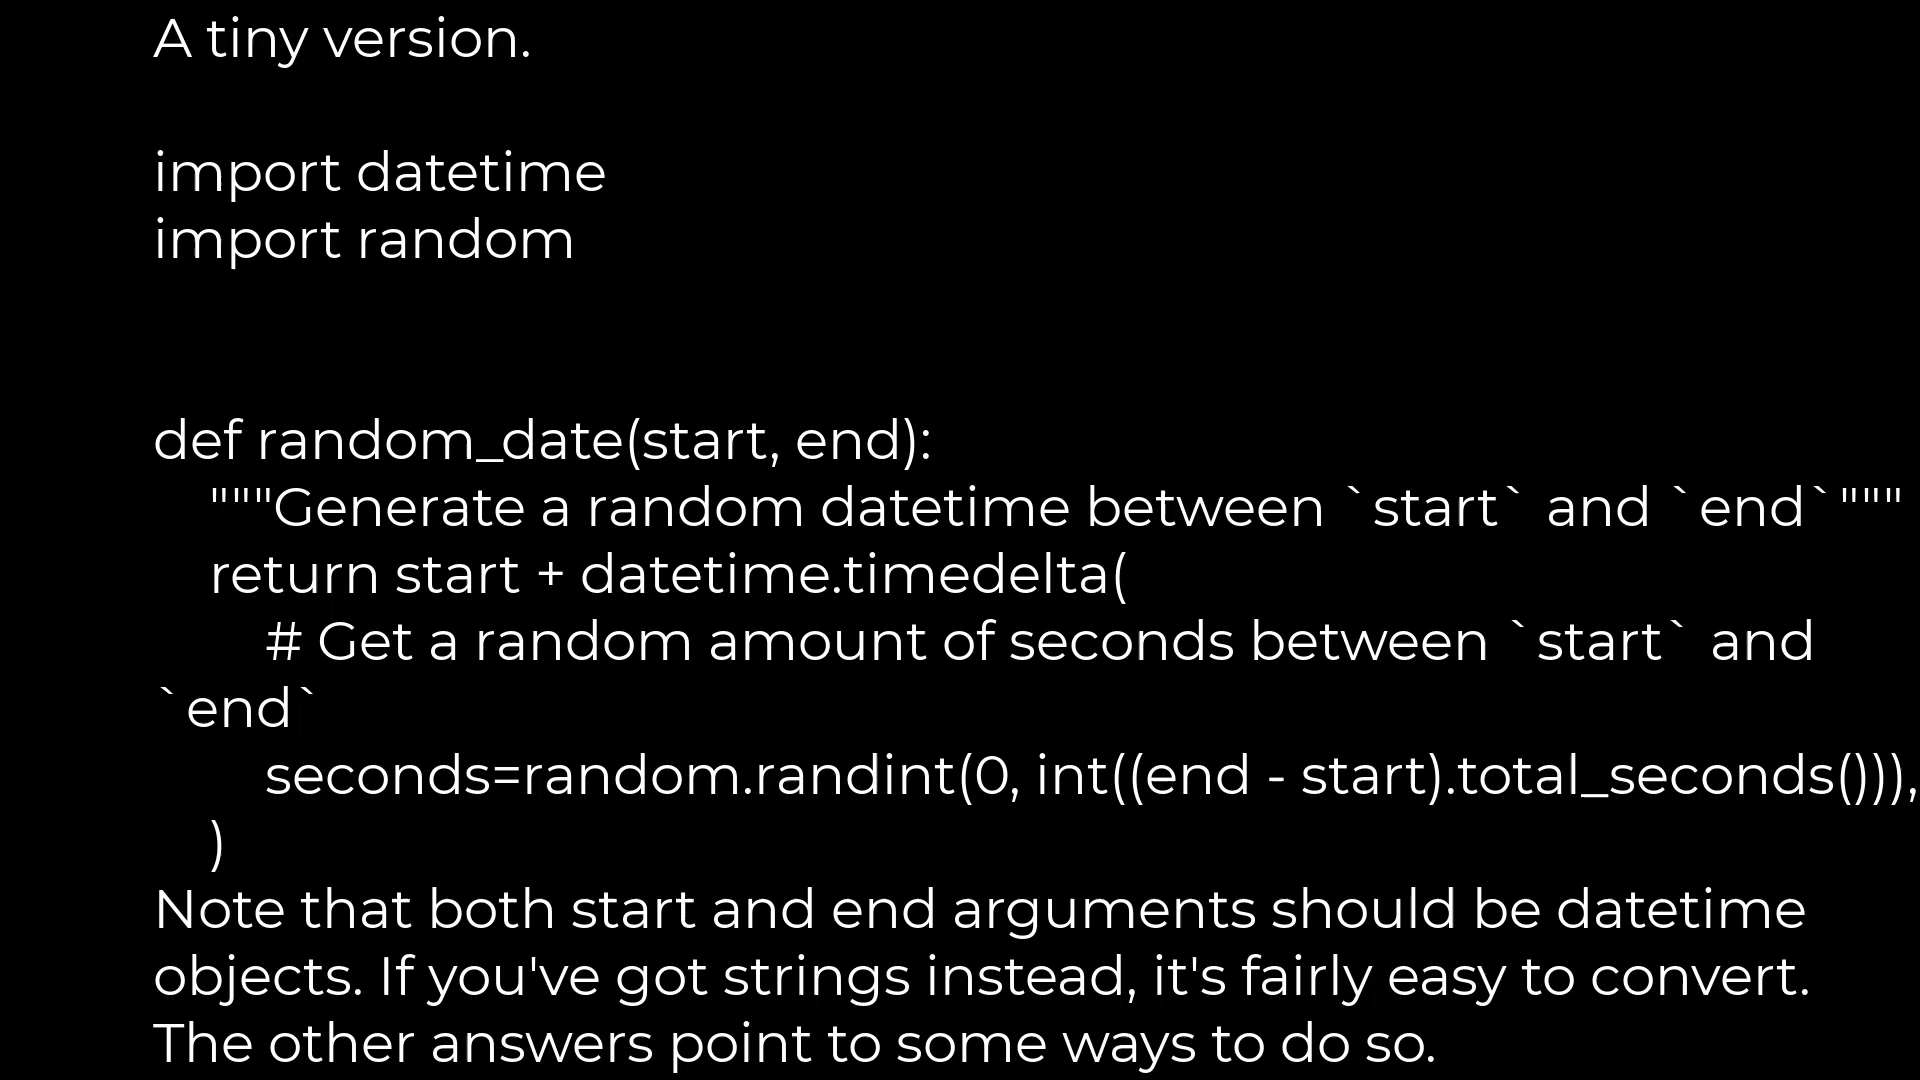 A tiny version.
import datetime
import random
def random_date(start, end):
    """Generate a random datetime between `start` and `end`"""
    return start + datetime.timedelta(
        # Get a random amount of seconds between `start` and
`end`
        seconds=random.randint(0, int((end - start).total_seconds())),
    )
Note that both start and end arguments should be datetime
objects. If you've got strings instead, it's fairly easy to convert.
The other answers point to some ways to do so.